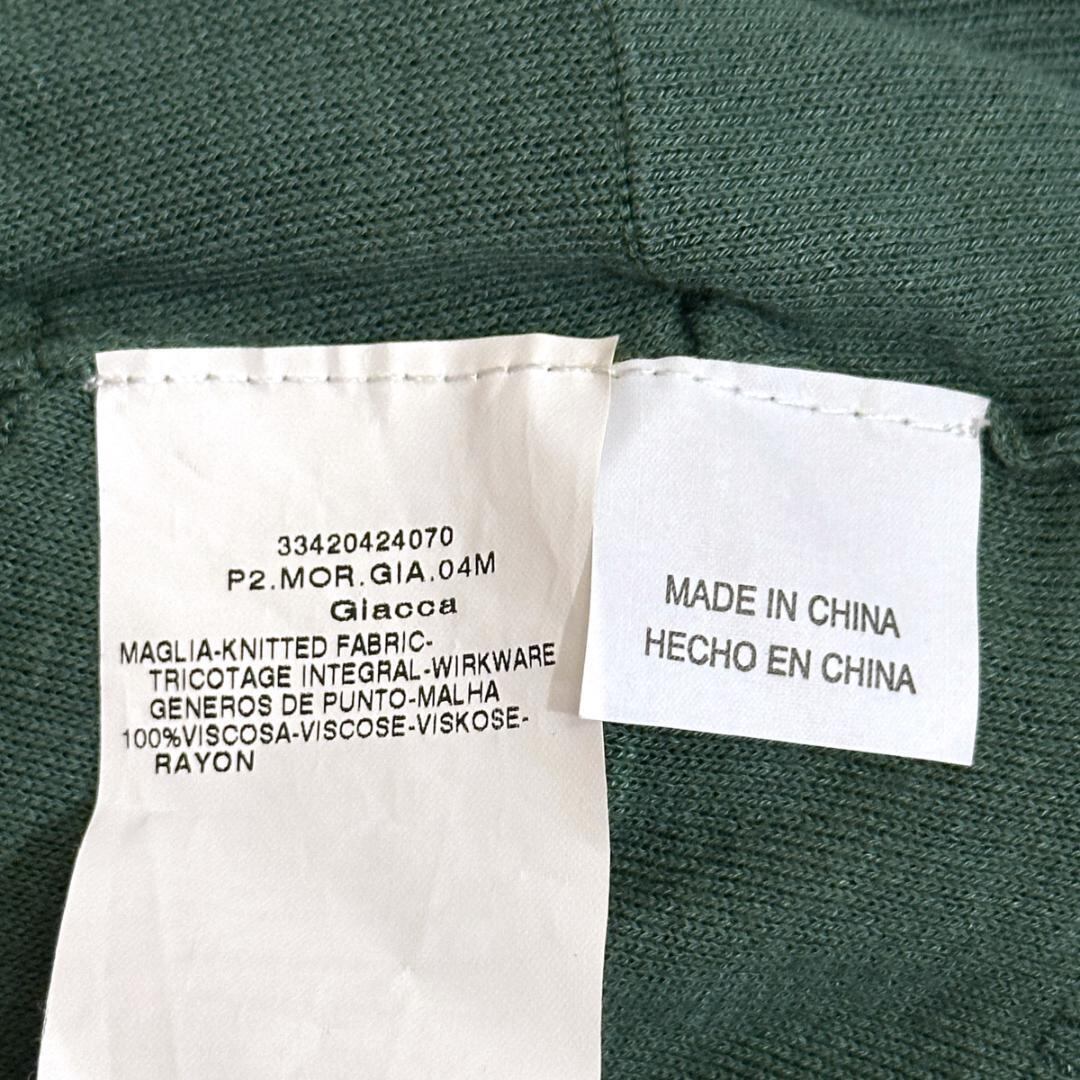 33420424070
P2.MOR.GIA.04M
Giacca
MAGLIA-KNITTED FABRIC-
TRICOTAGE INTEGRAL-WIRKWARE
GENEROS DE PUNTO-MALHA
100%VISCOSA-VISCOSE-VISKOSE-
RAYON
MADE IN CHINA
HECHO EN CHINA